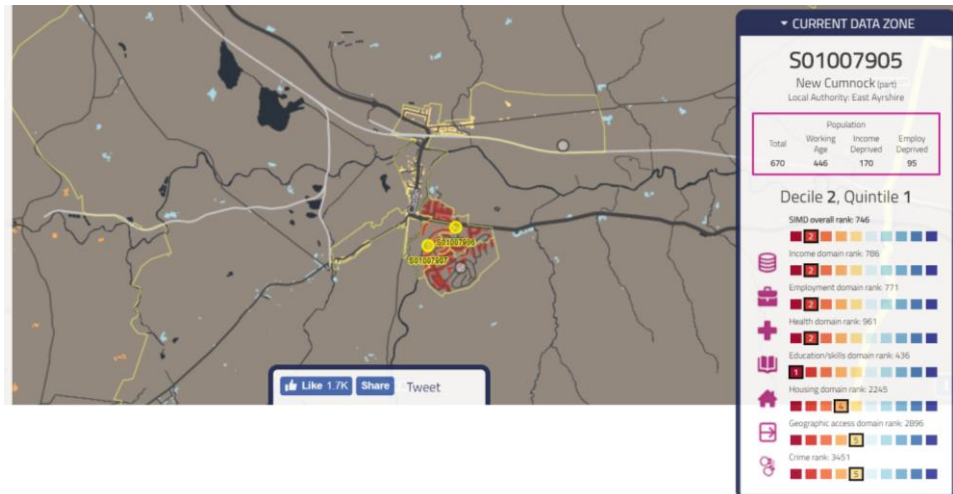 CURRENT DATA ZONE
S01007905
New Cumnock (part)
Local Authority: East Ayrshire
Population
Total Working Age Income Deprived Employ Deprived
670 446 170 95
Decile 2, Quintile 1
SIMD overall rank: 746
2
Income domain rank: 786
2
Employment domain rank: 771
2
Health domain rank: 961
2
Education/skills domain rank: 436
1
Housing domain rank: 2245
4
Geographic access domain rank: 2896
5
Crime rank: 3451
5
S01007907
Like 1.7K Share Tweet